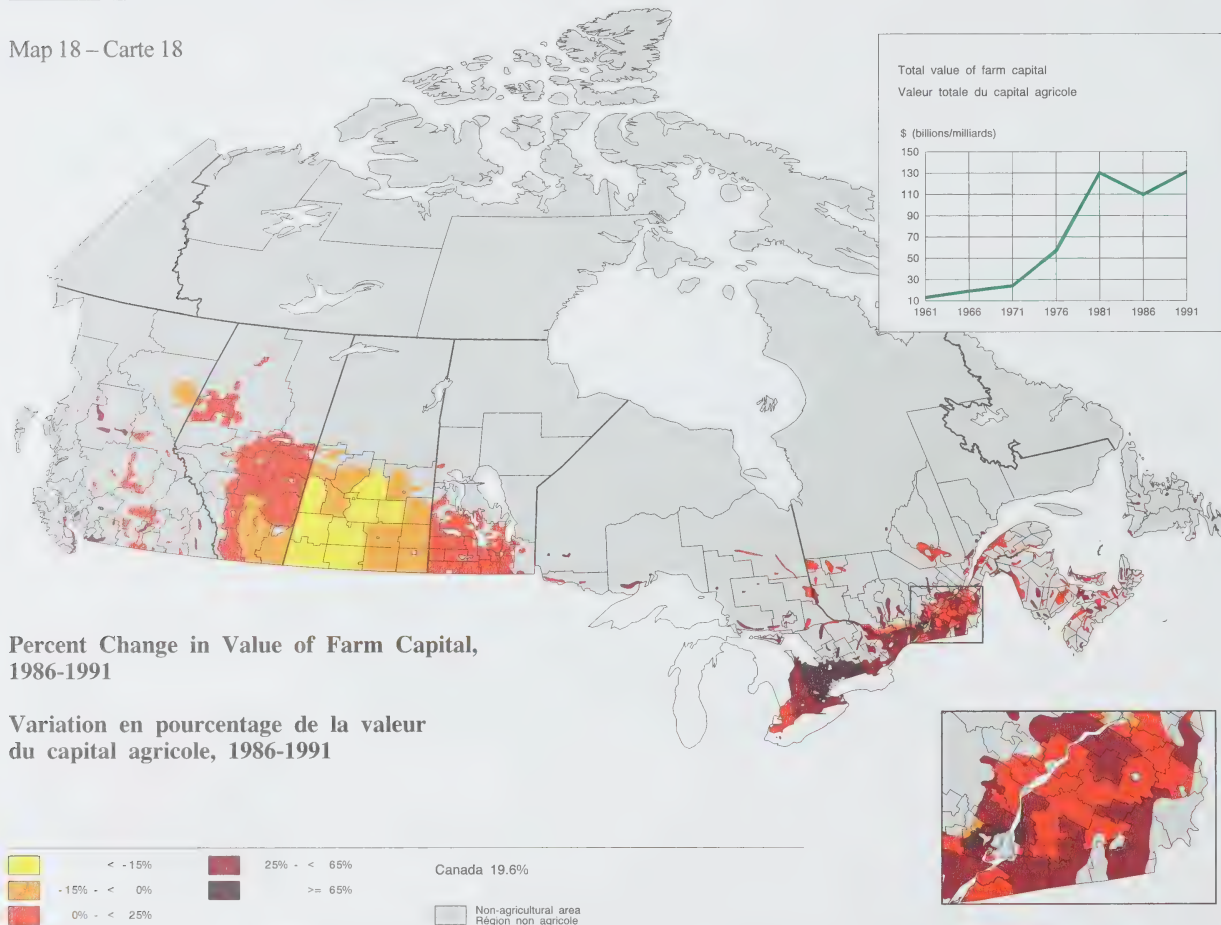 Map 18 – Carte 18
Total value of farm capital
Valeur totale du capital agricole
$ (billions/milliards)
150
130
110
90
70
50
30
10
1961 1966 1971 1976 1981 1986 1991
Percent Change in Value of Farm Capital,
1986-1991
Variation en pourcentage de la valeur
du capital agricole, 1986-1991
< -15%
-15% - < 0%
0% - < 25%
25% - < 65%
>= 65%
Canada 19.6%
Non-agricultural area
Région non agricole